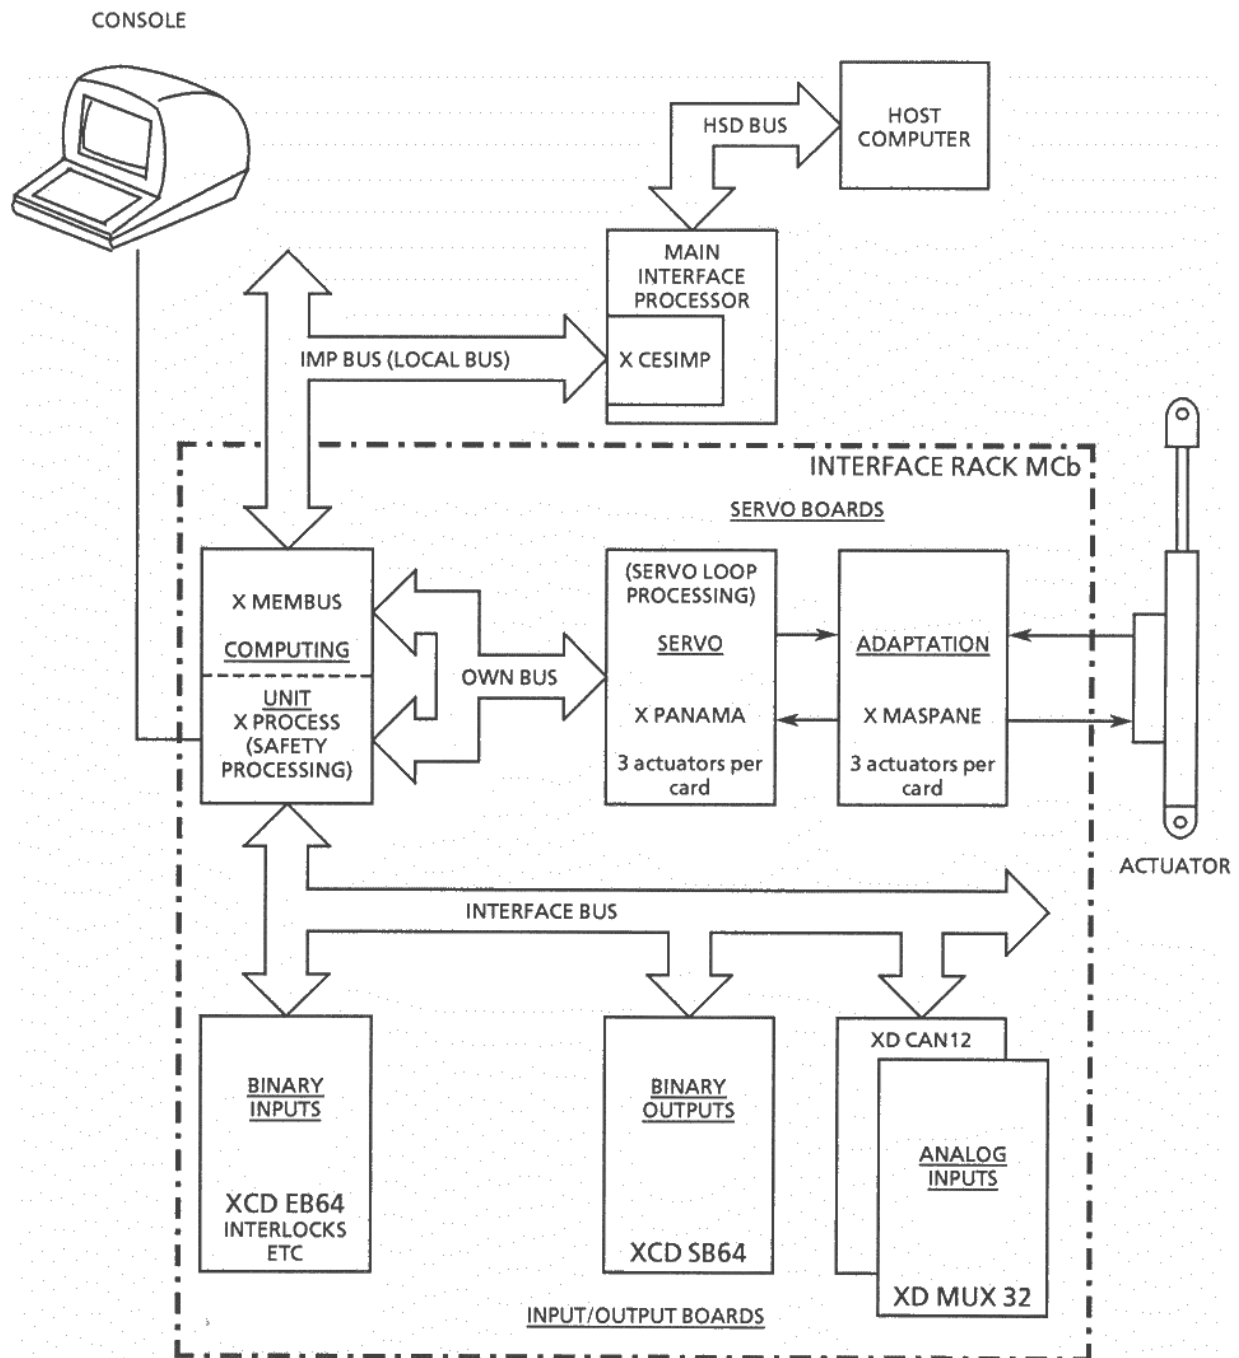 CONSOLE
HOST
COMPUTER
HSD BUS
MAIN
INTERFACE
PROCESSOR
X CESIMP
IMP BUS (LOCAL BUS)
INTERFACE RACK MCb
SERVO BOARDS
X MEMBUS
COMPUTING
UNIT
X PROCESS
(SAFETY
PROCESSING)
OWN BUS
(SERVO LOOP
PROCESSING)
SERVO
X PANAMA
3 actuators per
card
ADAPTATION
X MASPANE
3 actuators per
card
ACTUATOR
INTERFACE BUS
BINARY
INPUTS
XCD EB64
INTERLOCKS
ETC
BINARY
OUTPUTS
XCD SB64
XD CAN12
ANALOG
INPUTS
XD MUX 32
INPUT/OUTPUT BOARDS